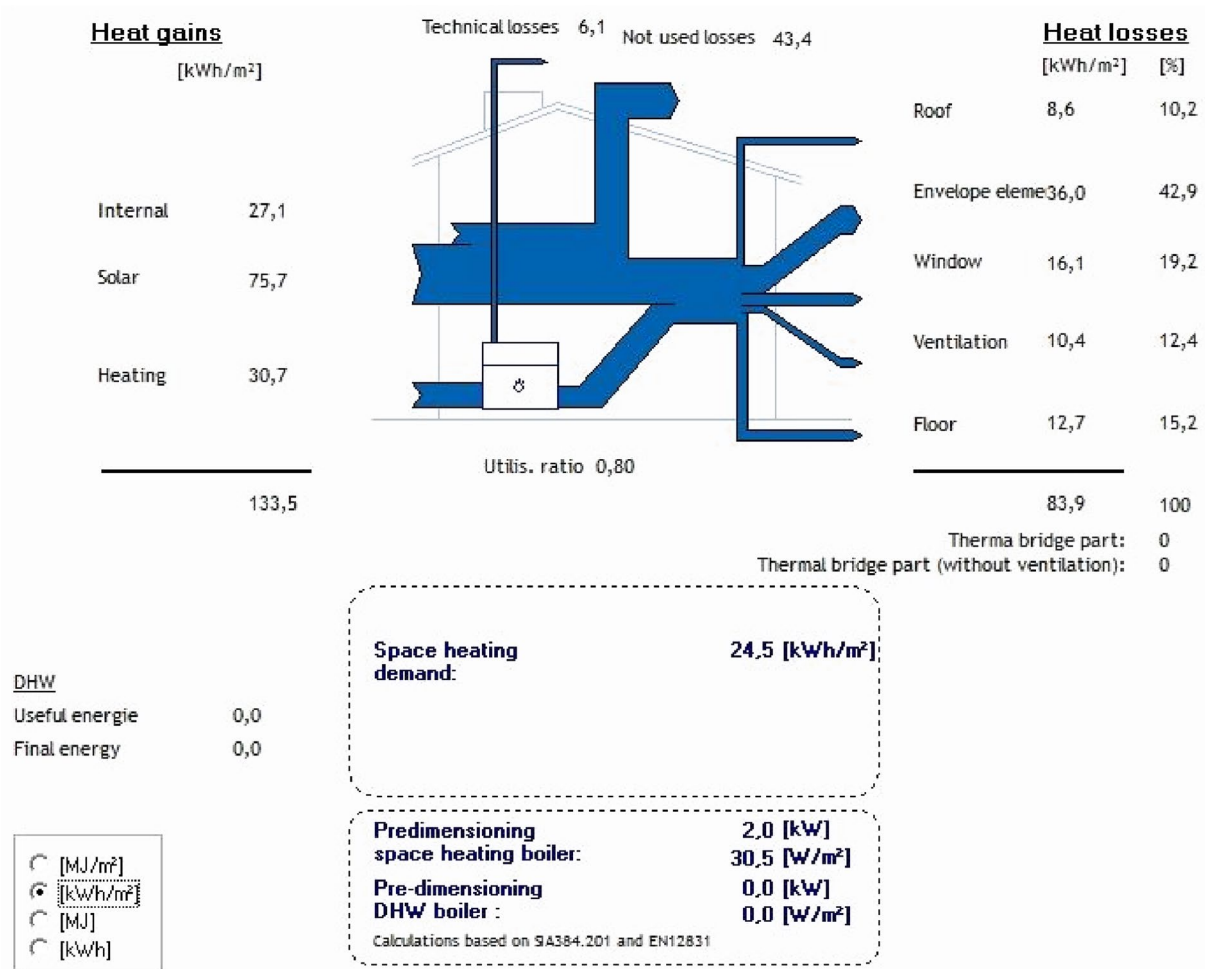 Heat gains
[kWh/m²]
Internal 27,1
Solar 75,7
Heating 30,7
133,5
Technical losses 6,1
Not used losses 43,4
Utilis. ratio 0,80
Heat losses
[kWh/m²] [%]
Roof 8,6 10,2
Envelope eleme 36,0 42,9
Window 16,1 19,2
Ventilation 10,4 12,4
Floor 12,7 15,2
83,9 100
Therma bridge part: 0
Thermal bridge part (without ventilation): 0
Space heating 24,5 [kWh/m²]
demand:
DHW
Useful energie 0,0
Final energy 0,0
Predimensioning 2,0 [kW]
space heating boiler: 30,5 [W/m²]
Pre-dimensioning 0,0 [kW]
DHW boiler : 0,0 [W/m²]
Calculations based on SIA384.201 and EN12831
[MJ/m²]
[kWh/m²]
[MJ]
[kWh]